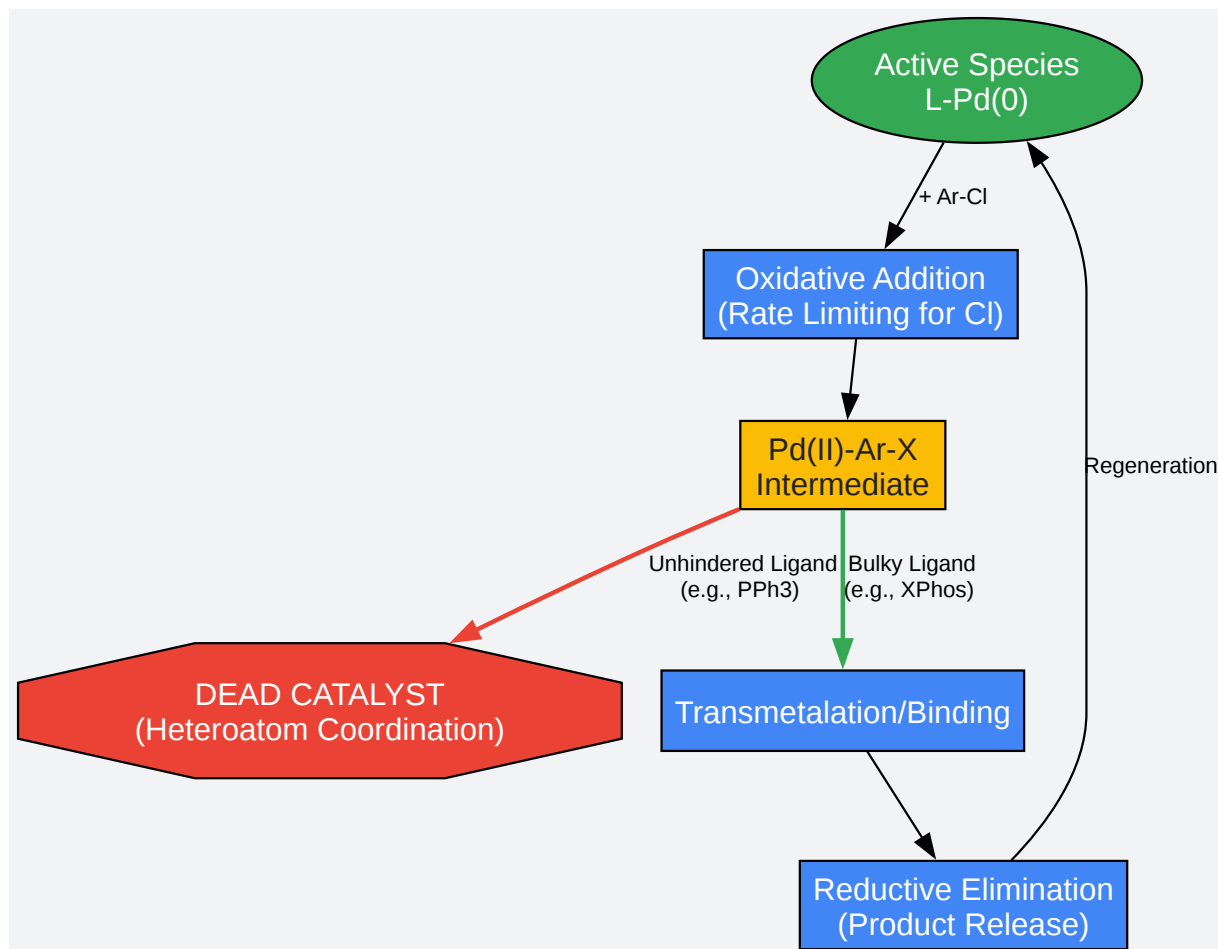 Active Species
L-Pd(0)
+ Ar-Cl
Oxidative Addition
(Rate Limiting for Cl)
Pd(II)-Ar-X
Intermediate
Regeneration
Unhindered Ligand
(e.g., PPh3)
Bulky Ligand
(e.g., XPhos)
DEAD CATALYST
(Heteroatom Coordination)
Transmetalation/Binding
Reductive Elimination
(Product Release)